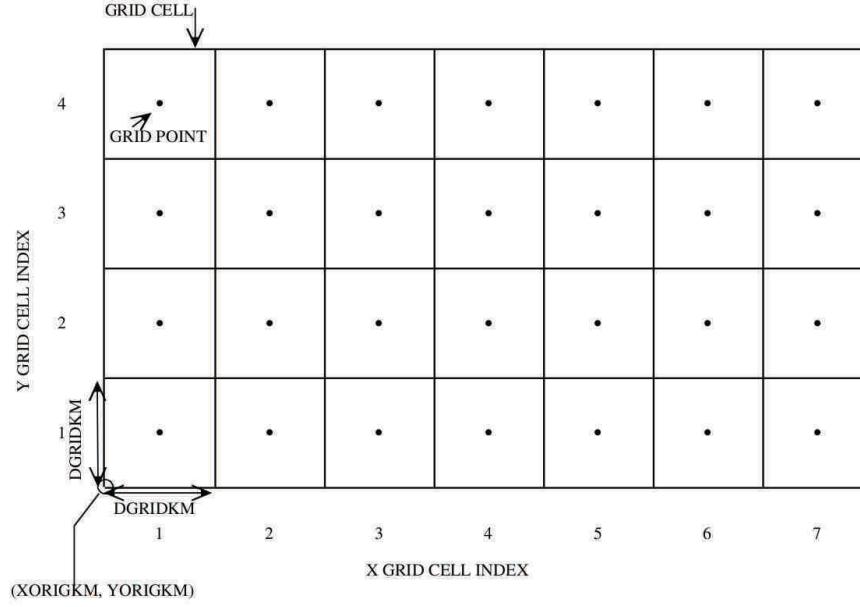 GRID CELL
4
GRID POINT
3
Y GRID CELL INDEX
2
1
DGRIDKM
DGRIDKM
1 2 3 4 5 6 7
X GRID CELL INDEX
(XORIGKM, YORIGKM)